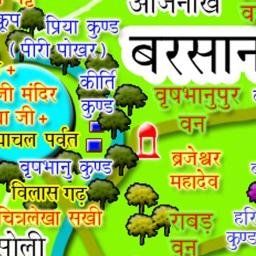 कूप
आजनोख
प्रिया कुण्ड
( पीरी पोखर )
बरसान
कीर्ति
कुण्ड
जी मंदिर
वृषभानुपुर
वन
चल पर्वत
वृषभानु कुण्ड
ब्रजेश्वर
महादेव
विलास गढ़
चित्रलेखा सखी
राबड़
वन
हरि
कुण्ड
सोली